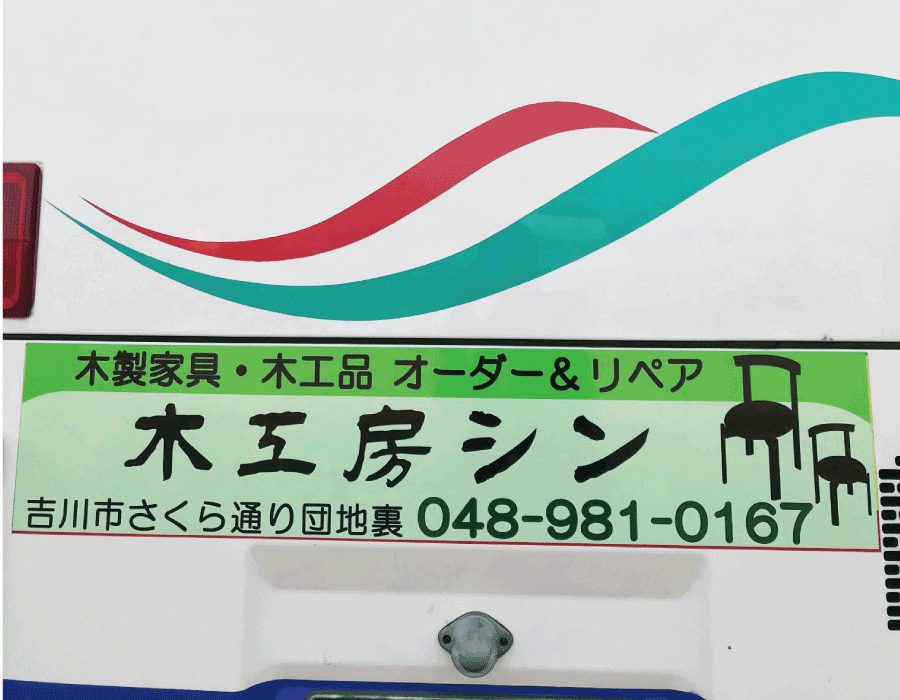 木製家具・木工品 オーダー＆リペア
木工房シン
吉川市さくら通り団地裏 048-981-0167